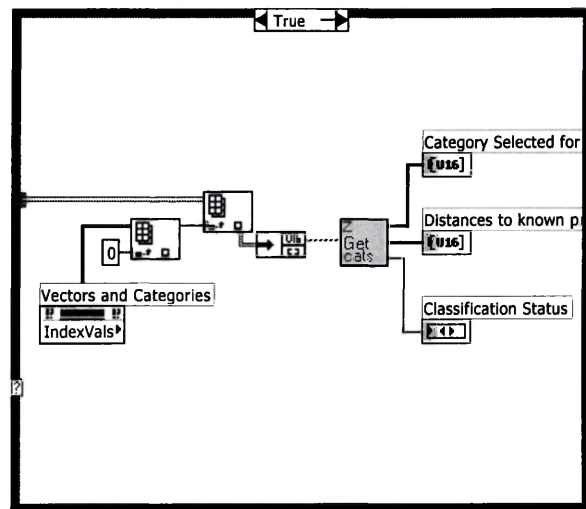 True
Category Selected for
[U16]
Distances to known
[U16]
Z
Get
cats
0
Vectors and Categories
IndexVals
Classification Status
?